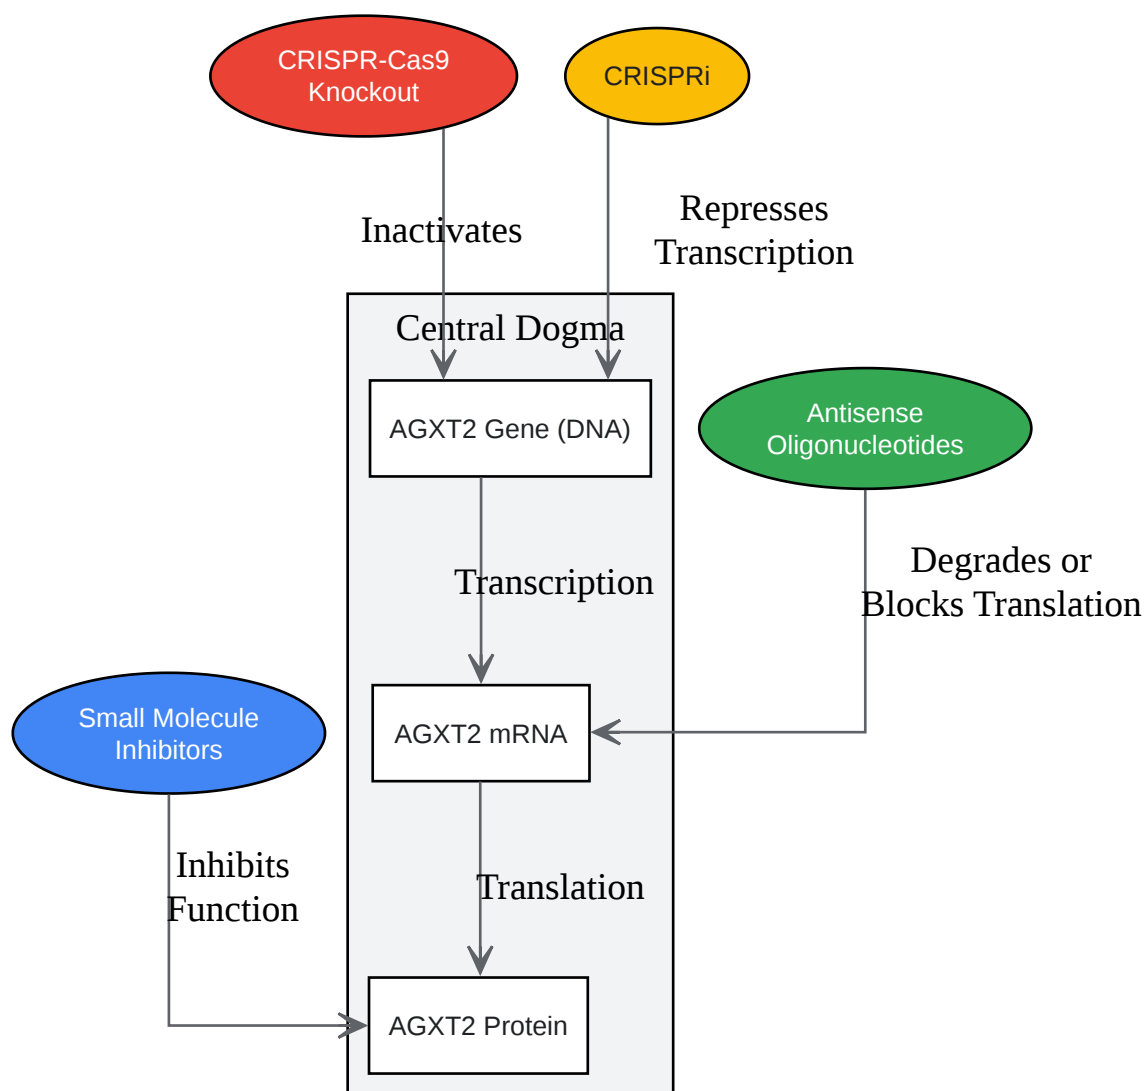 CRISPR-Cas9
Knockout
CRISPRi
Inactivates
Represses
Transcription
Central Dogma
AGXT2 Gene (DNA)
Antisense
Oligonucleotides
Transcription
Degrades or
Blocks Translation
Small Molecule
Inhibitors
AGXT2 mRNA
Inhibits
Function
Translation
AGXT2 Protein